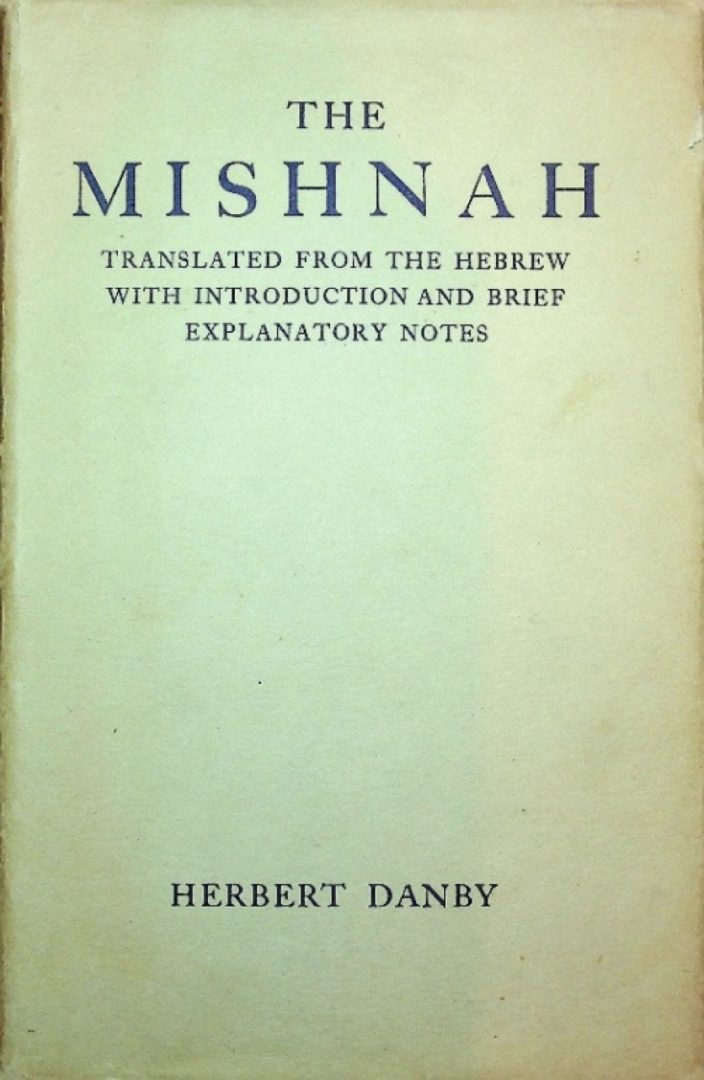 THE
MISHNAH
TRANSLATED FROM THE HEBREW
WITH INTRODUCTION AND BRIEF
EXPLANATORY NOTES
HERBERT DANBY